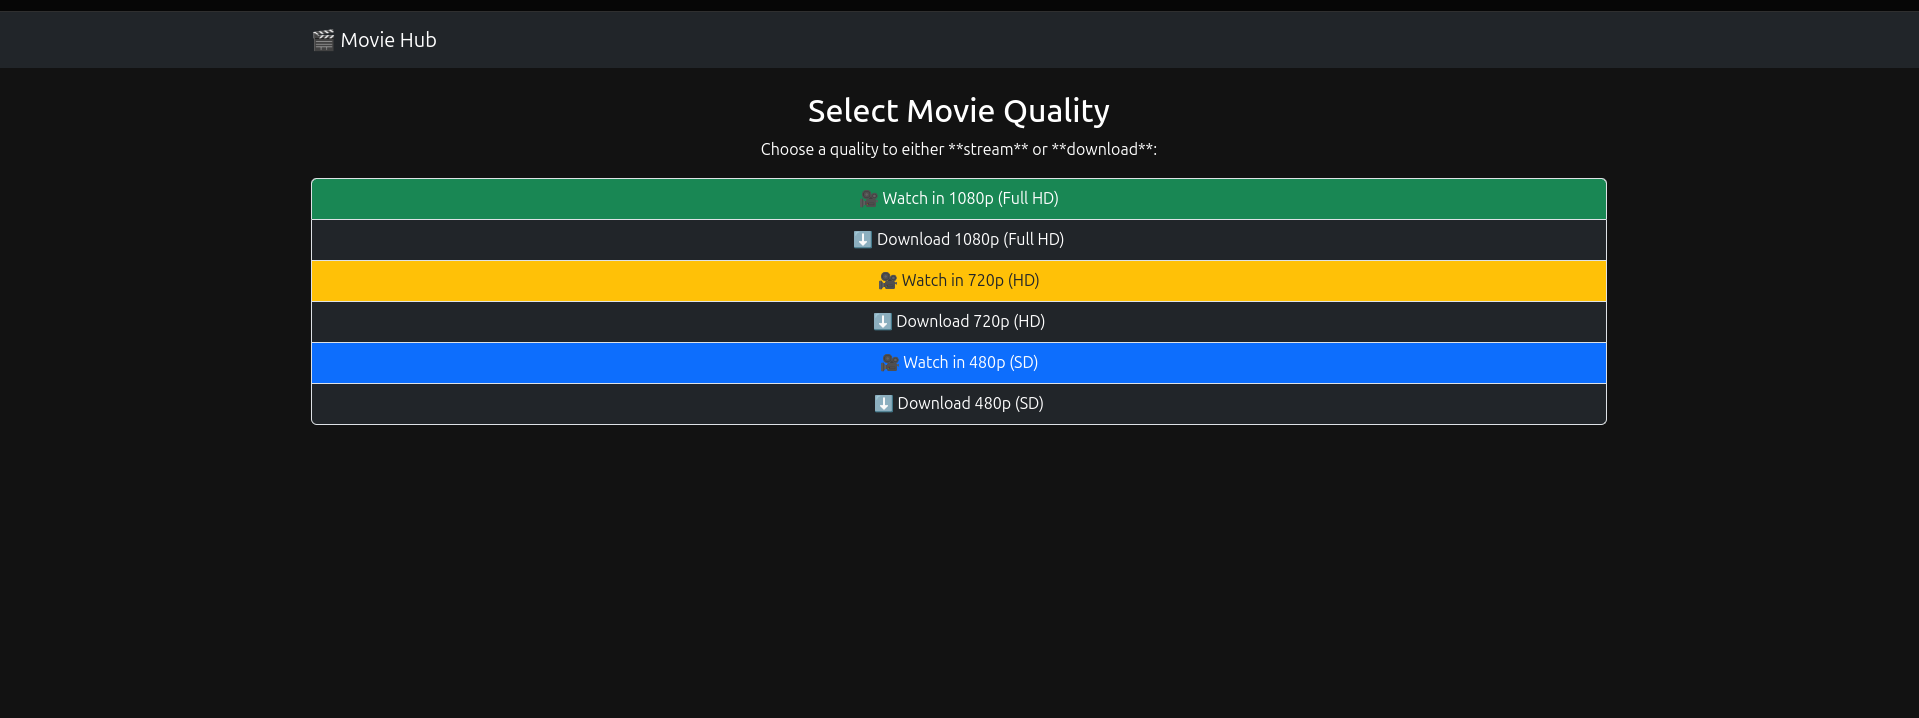 🎬 Movie Hub
Select Movie Quality
Choose a quality to either **stream** or **download**:
🎥 Watch in 1080p (Full HD)
⬇️ Download 1080p (Full HD)
🎥 Watch in 720p (HD)
⬇️ Download 720p (HD)
🎥 Watch in 480p (SD)
⬇️ Download 480p (SD)